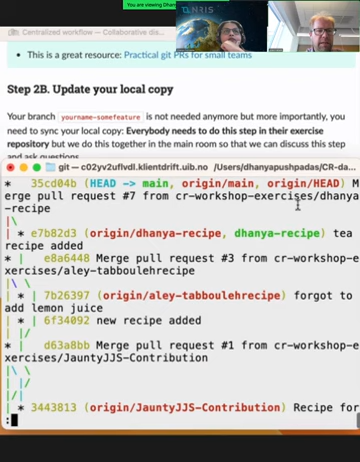 You are viewing Dhany
NRIS
Centralized workflow — Collaborative dis...
• This is a great resource: Practical git PRs for small teams
Step 2B. Update your local copy
Your branch yourname-somefeature is not needed anymore but more importantly, you
need to sync your local copy: Everybody needs to do this step in their exercise
repository but we do this together in the main room so that we can discuss this step
and ask questions.
git — c02yv2uflvdl.klientdrift.uib.no /Users/dhanyapushpadas/CR-da...
* 35cd04b (HEAD -> main, origin/main, origin/HEAD) M
erge pull request #7 from cr-workshop-exercises/dhanya
-recipe
|\
| * e7b82d3 (origin/dhanya-recipe, dhanya-recipe) tea
recipe added
* | e8a6448 Merge pull request #3 from cr-workshop-e
xercises/aley-tabboulehrecipe
|\ \
| * | 7b26397 (origin/aley-tabboulehrecipe) forgot to
add lemon juice
| * | 6f34092 new recipe added
| |/
* | d63a8bb Merge pull request #1 from cr-workshop-e
xercises/JauntyJJS-Contribution
|\ \
| |/
|/|
| * 3443813 (origin/JauntyJJS-Contribution) Recipe for
: